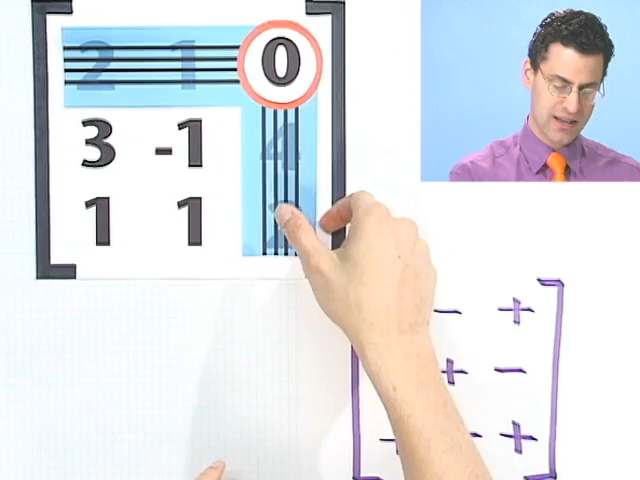 2 1 0
3 -1 4
1 1
- +
+ -
- +